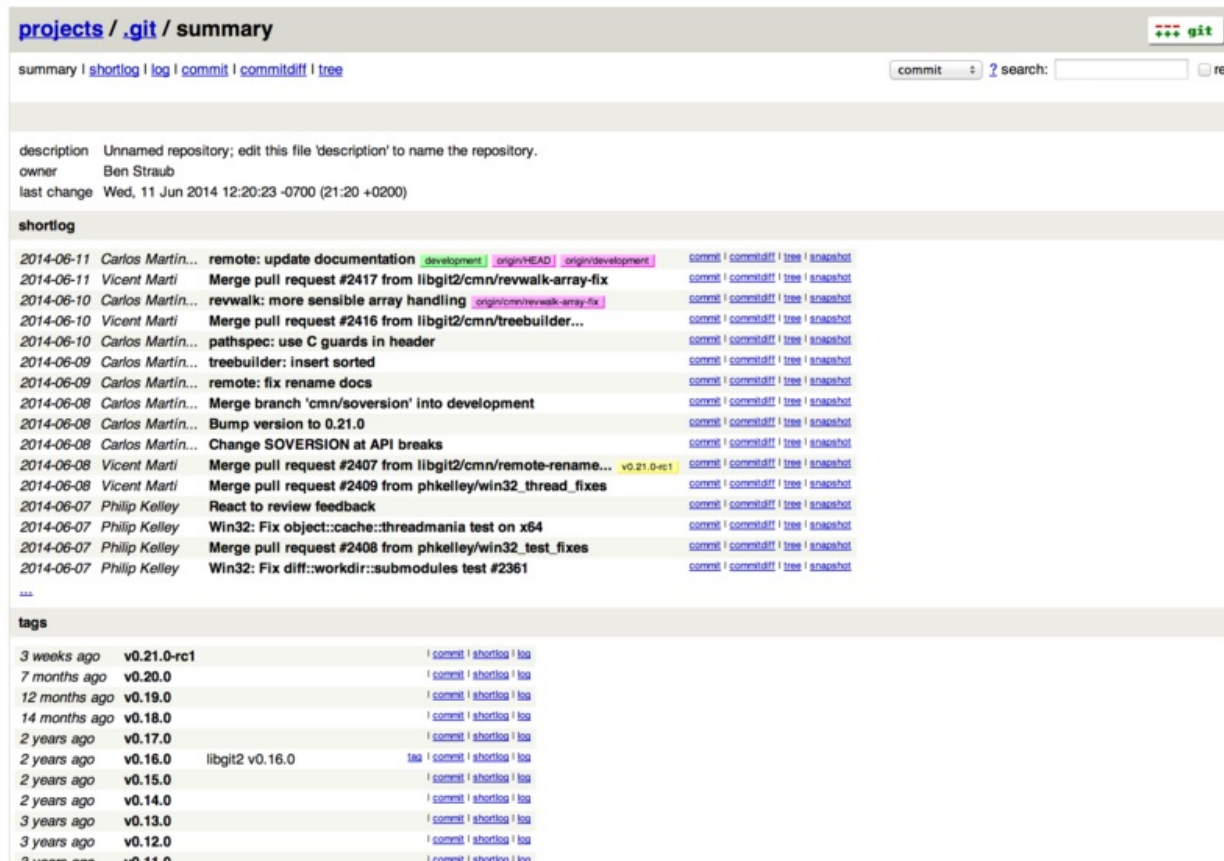 projects / .git / summary
git
summary | shortlog | log | commit | commitdiff | tree
commit ? search: re
description Unnamed repository; edit this file 'description' to name the repository.
owner Ben Straub
last change Wed, 11 Jun 2014 12:20:23 -0700 (21:20 +0200)
shortlog
2014-06-11 Carlos Martín... remote: update documentation development origin/HEAD origin/development commit | commitdiff | tree | snapshot
2014-06-11 Vicent Marti Merge pull request #2417 from libgit2/cmn/revwalk-array-fix commit | commitdiff | tree | snapshot
2014-06-10 Carlos Martín... revwalk: more sensible array handling origin/cmn/revwalk-array-fix commit | commitdiff | tree | snapshot
2014-06-10 Vicent Marti Merge pull request #2416 from libgit2/cmn/treebuilder... commit | commitdiff | tree | snapshot
2014-06-10 Carlos Martín... pathspec: use C guards in header commit | commitdiff | tree | snapshot
2014-06-09 Carlos Martín... treebuilder: insert sorted commit | commitdiff | tree | snapshot
2014-06-09 Carlos Martín... remote: fix rename docs commit | commitdiff | tree | snapshot
2014-06-08 Carlos Martín... Merge branch 'cmn/soversion' into development commit | commitdiff | tree | snapshot
2014-06-08 Carlos Martín... Bump version to 0.21.0 commit | commitdiff | tree | snapshot
2014-06-08 Carlos Martín... Change SOVERSION at API breaks commit | commitdiff | tree | snapshot
2014-06-08 Vicent Marti Merge pull request #2407 from libgit2/cmn/remote-rename... v0.21.0-rc1 commit | commitdiff | tree | snapshot
2014-06-08 Vicent Marti Merge pull request #2409 from phkelley/win32_thread_fixes commit | commitdiff | tree | snapshot
2014-06-07 Philip Kelley React to review feedback commit | commitdiff | tree | snapshot
2014-06-07 Philip Kelley Win32: Fix object::cache::threadmania test on x64 commit | commitdiff | tree | snapshot
2014-06-07 Philip Kelley Merge pull request #2408 from phkelley/win32_test_fixes commit | commitdiff | tree | snapshot
2014-06-07 Philip Kelley Win32: Fix diff::workdir::submodules test #2361 commit | commitdiff | tree | snapshot
...
tags
3 weeks ago v0.21.0-rc1 | commit | shortlog | log
7 months ago v0.20.0 | commit | shortlog | log
12 months ago v0.19.0 | commit | shortlog | log
14 months ago v0.18.0 | commit | shortlog | log
2 years ago v0.17.0 | commit | shortlog | log
2 years ago v0.16.0 libgit2 v0.16.0 tag | commit | shortlog | log
2 years ago v0.15.0 | commit | shortlog | log
2 years ago v0.14.0 | commit | shortlog | log
3 years ago v0.13.0 | commit | shortlog | log
3 years ago v0.12.0 | commit | shortlog | log
years ago v0.11.0 | commit | shortlog | log